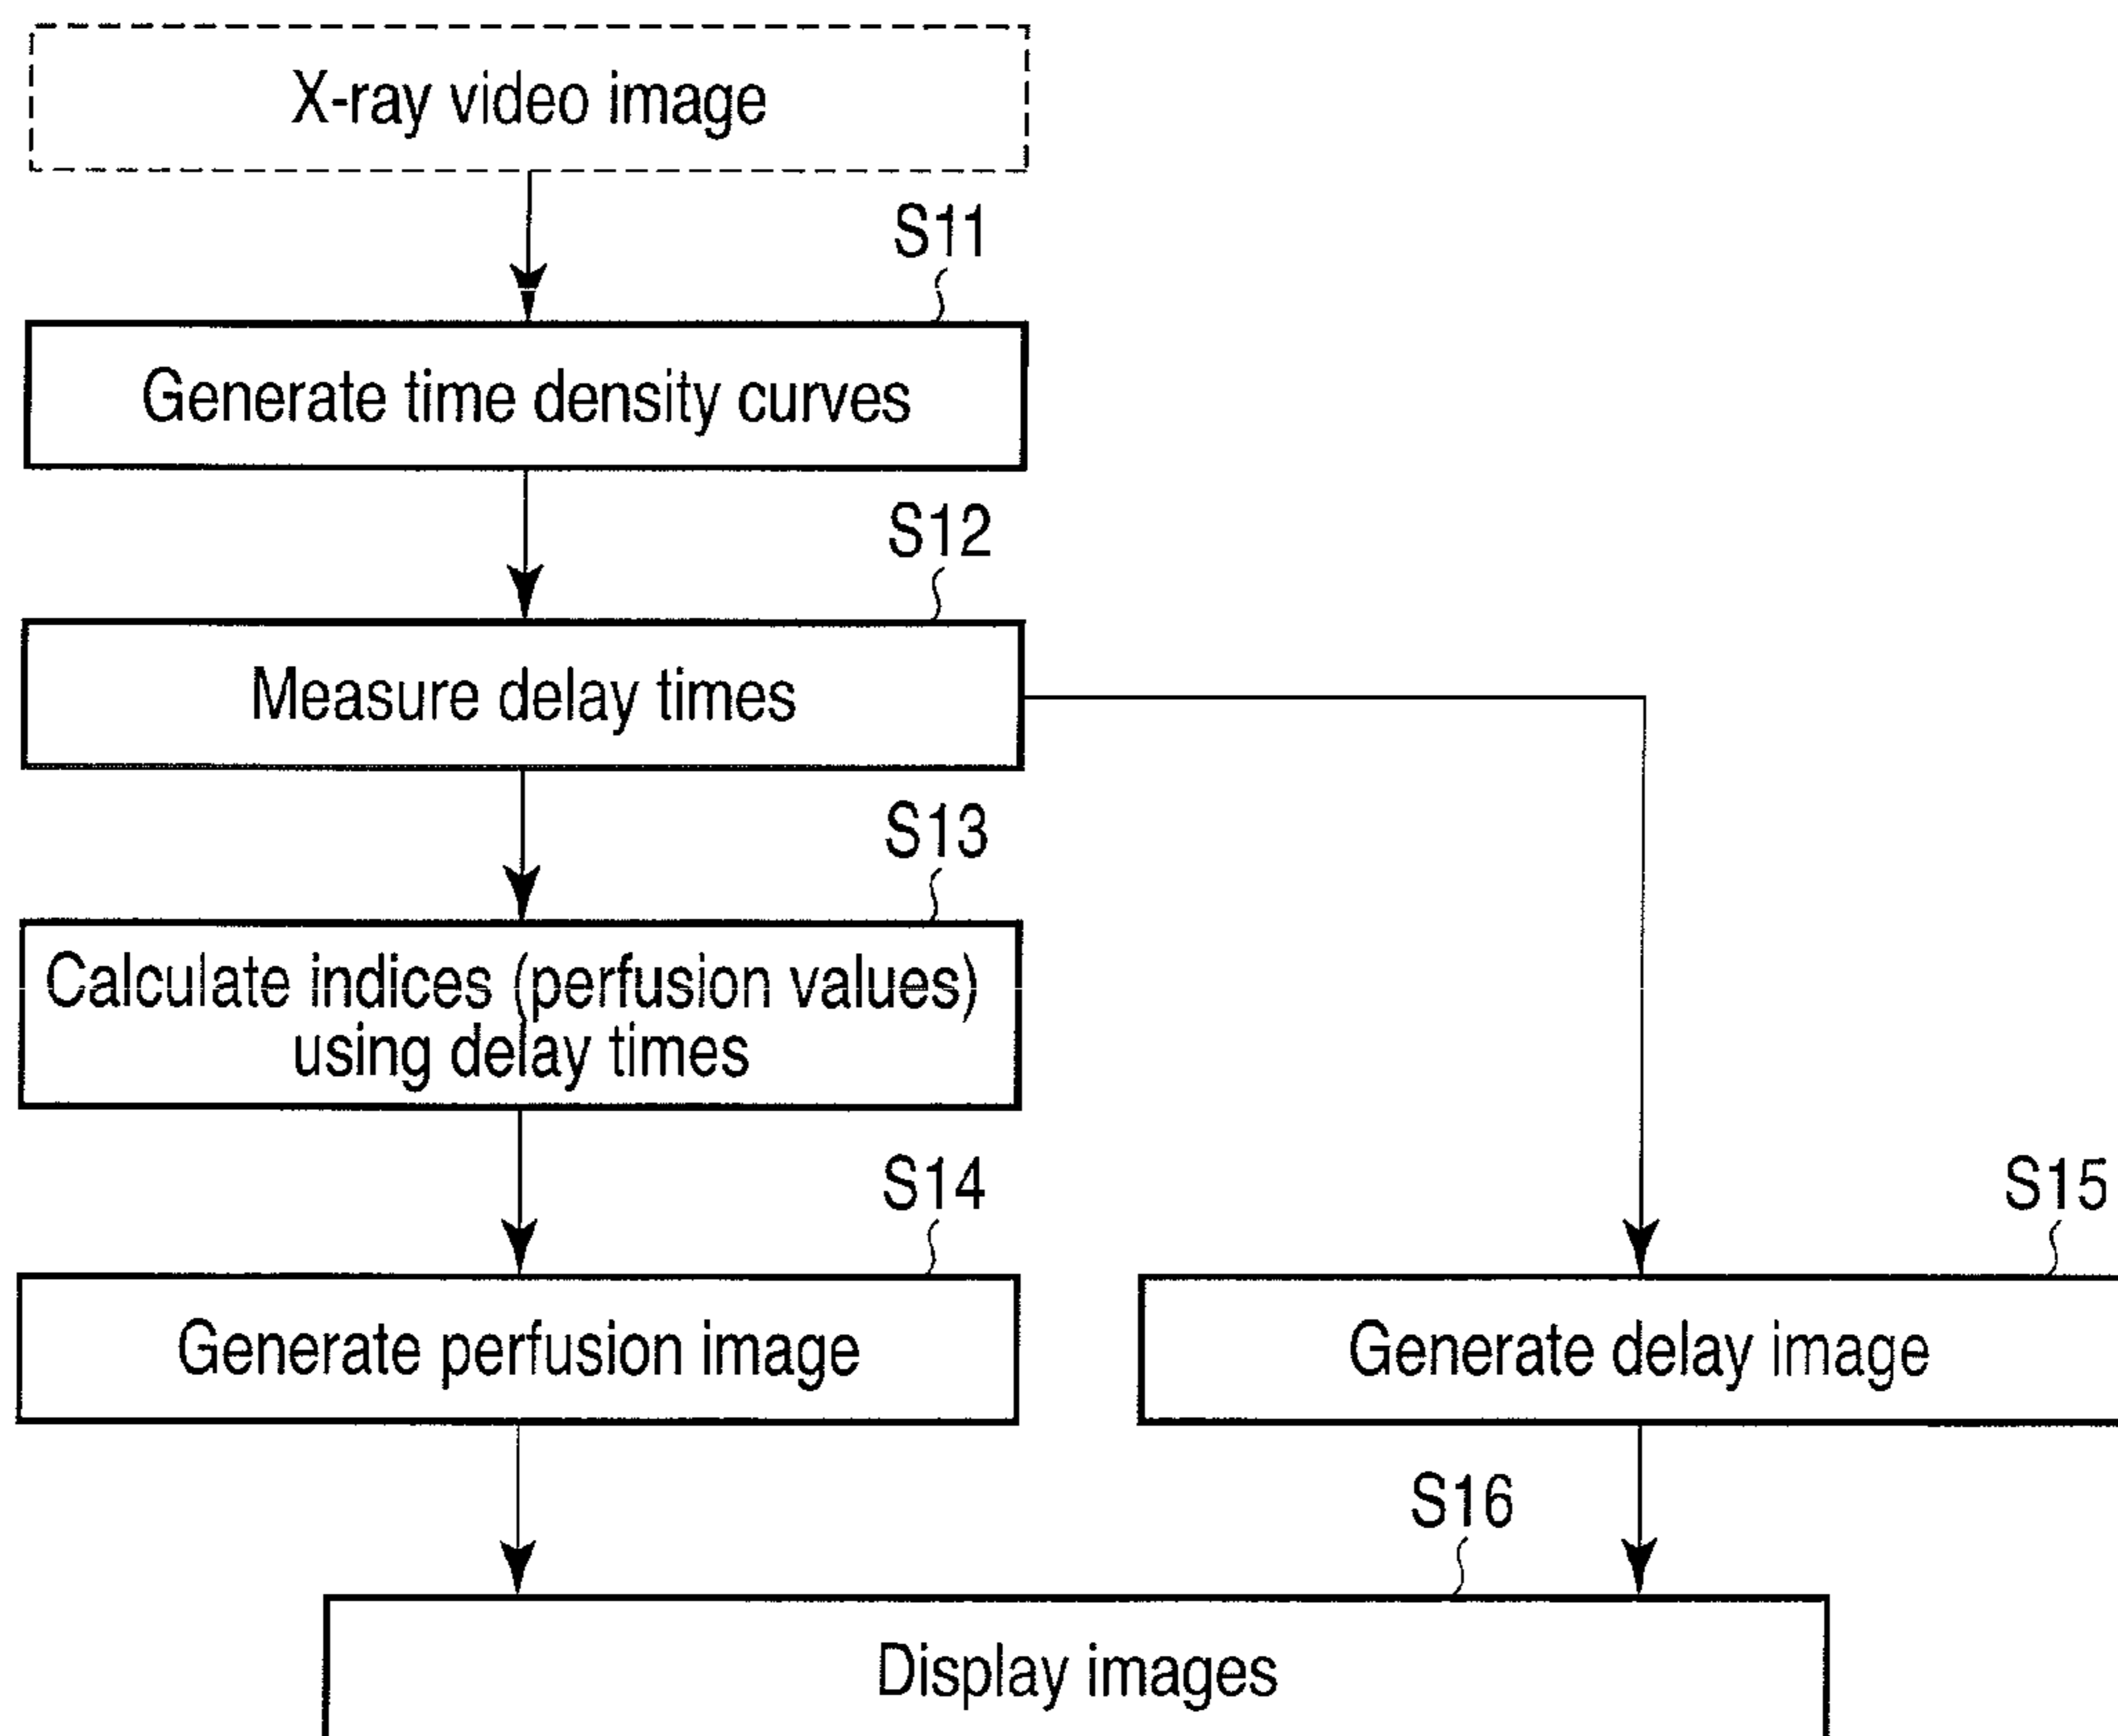 X-ray video image
S11
Generate time density curves
S12
Measure delay times
S13
Calculate indices (perfusion values)
using delay times
S14
Generate perfusion image
S15
Generate delay image
S16
Display images